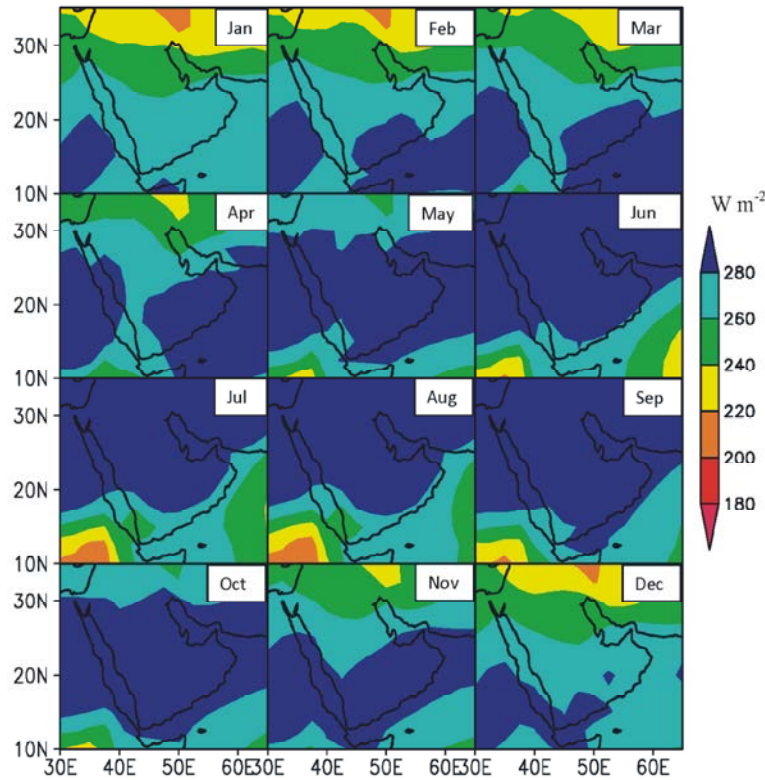 Jan Feb Mar
30N
20N
10N
Apr May Jun
W m-2
30N
20N
10N
280
260
240
220
200
180
Jul Aug Sep
30N
20N
10N
Oct Nov Dec
30N
20N
10N
30E 40E 50E 60E30E 40E 50E 60E30E 40E 50E 60E